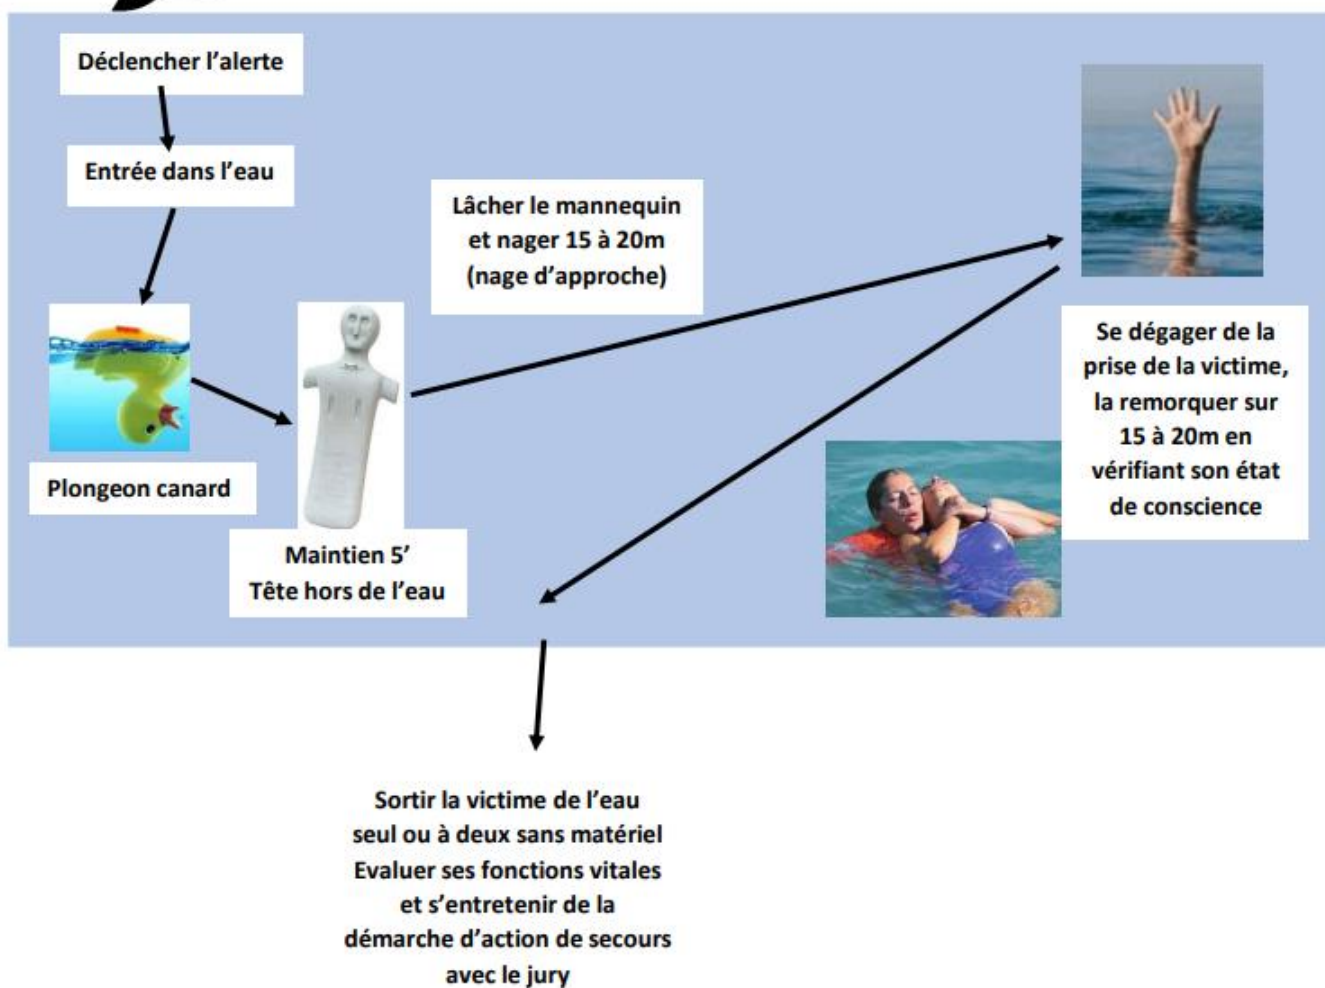 Déclencher l’alerte
Entrée dans l’eau
Plongeon canard
Maintien 5’
Tête hors de l’eau
Lâcher le mannequin
et nager 15 à 20m
(nage d’approche)
Se dégager de la
prise de la victime,
la remorquer sur
15 à 20m en
vérifiant son état
de conscience
Sortir la victime de l’eau
seul ou à deux sans matériel
Evaluer ses fonctions vitales
et s’entretenir de la
démarche d’action de secours
avec le jury